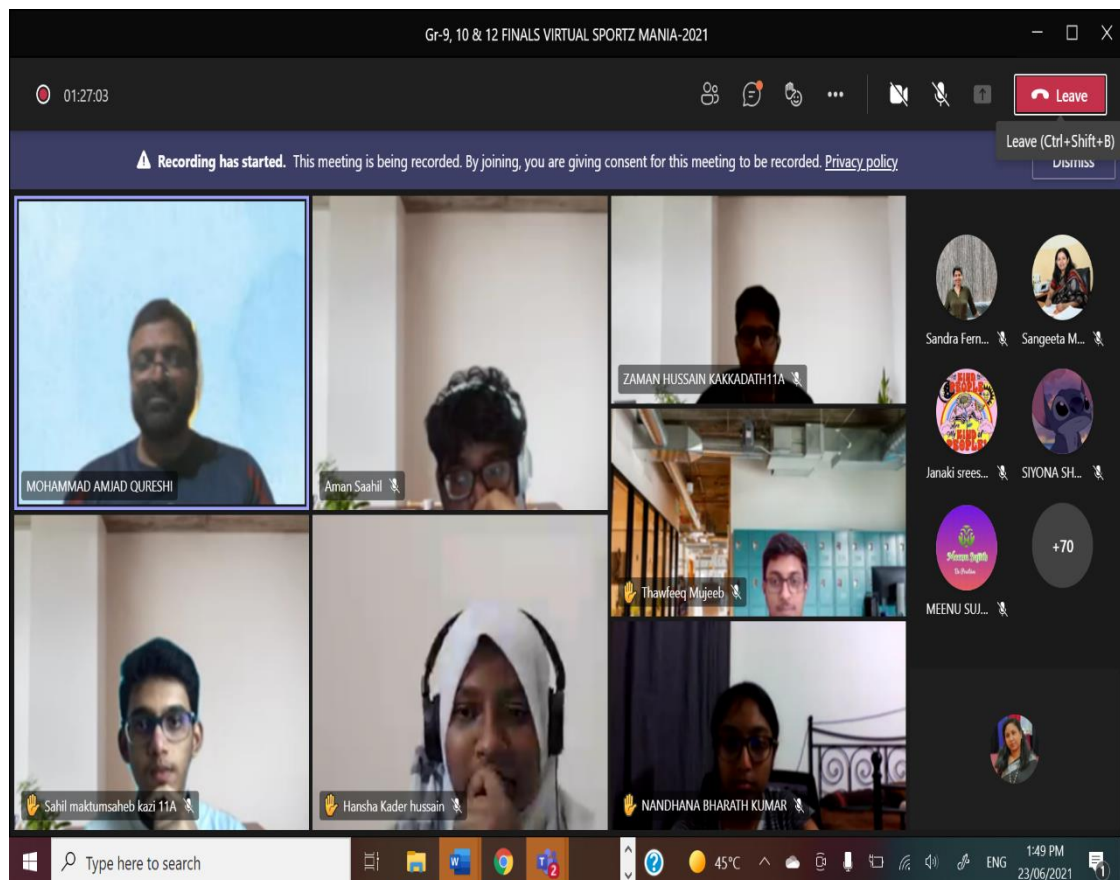 Gr-9, 10 & 12 FINALS VIRTUAL SPORTZ MANIA-2021
01:27:03
Leave
Leave (Ctrl+Shift+B)
Recording has started. This meeting is being recorded. By joining, you are giving consent for this meeting to be recorded. Privacy policy
Dismiss
MOHAMMAD AMJAD QURESHI
Aman Saahil
ZAMAN HUSSAIN KAKKADATH11A
Thawfeeq Mujeeb
Sahil maktumsaheb kazi 11A
Hansha Kader hussain
NANDHANA BHARATH KUMAR
Sandra Fern...
Sangeeta M...
Janaki srees...
SIYONA SH...
MEENU SUJ...
+70
Type here to search
2
45°C
ENG
1:49 PM
23/06/2021
1